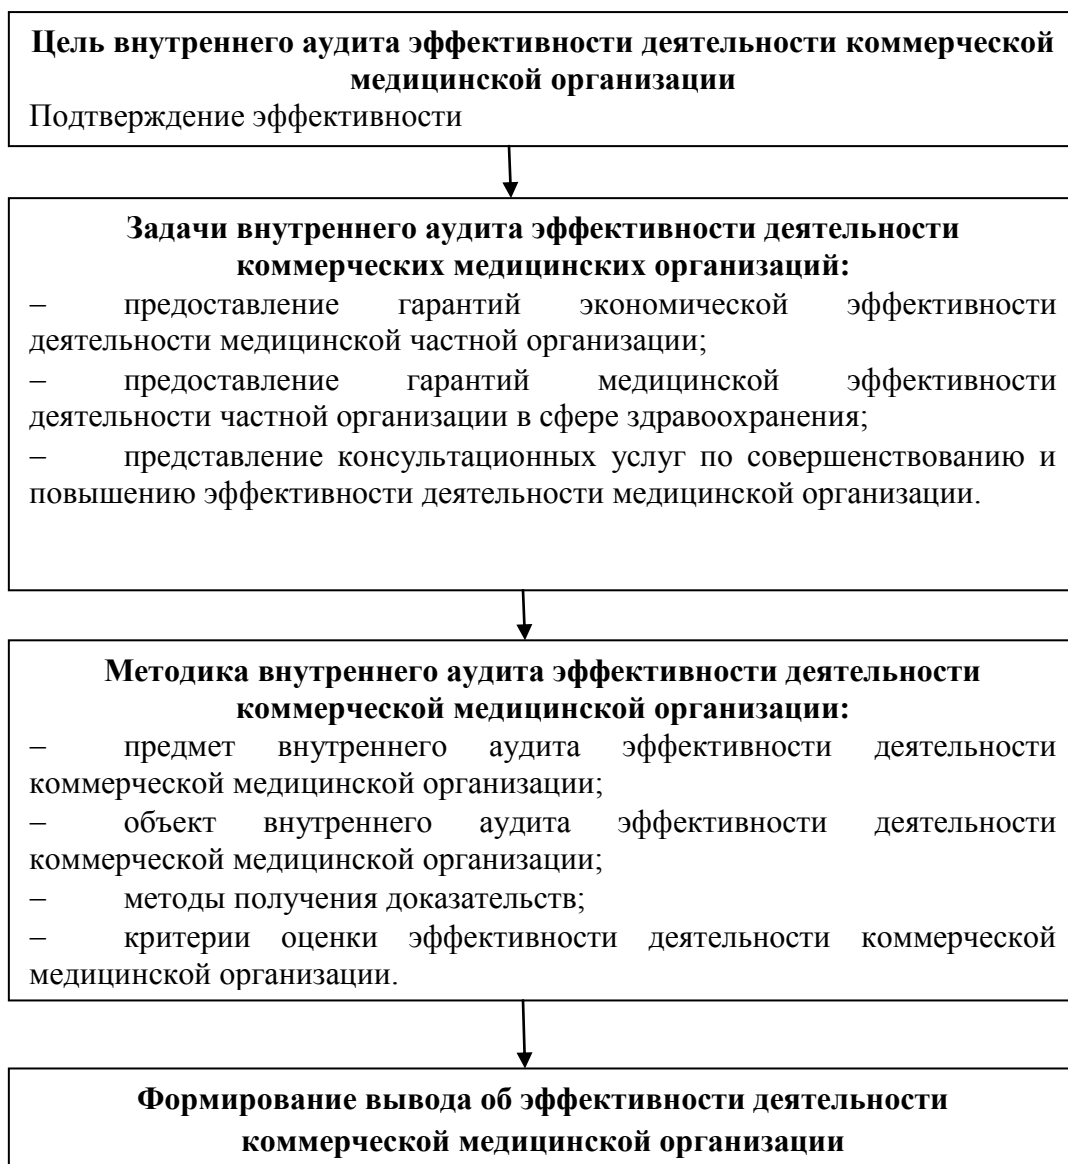 Цель внутреннего аудита эффективности деятельности коммерческой
медицинской организации
Подтверждение эффективности
Задачи внутреннего аудита эффективности деятельности
коммерческих медицинских организаций:
– предоставление гарантий экономической эффективности
деятельности медицинской частной организации;
– предоставление гарантий медицинской эффективности
деятельности частной организации в сфере здравоохранения;
– представление консультационных услуг по совершенствованию и
повышению эффективности деятельности медицинской организации.
Методика внутреннего аудита эффективности деятельности
коммерческой медицинской организации:
– предмет внутреннего аудита эффективности деятельности
коммерческой медицинской организации;
– объект внутреннего аудита эффективности деятельности
коммерческой медицинской организации;
– методы получения доказательств;
– критерии оценки эффективности деятельности коммерческой
медицинской организации.
Формирование вывода об эффективности деятельности
коммерческой медицинской организации